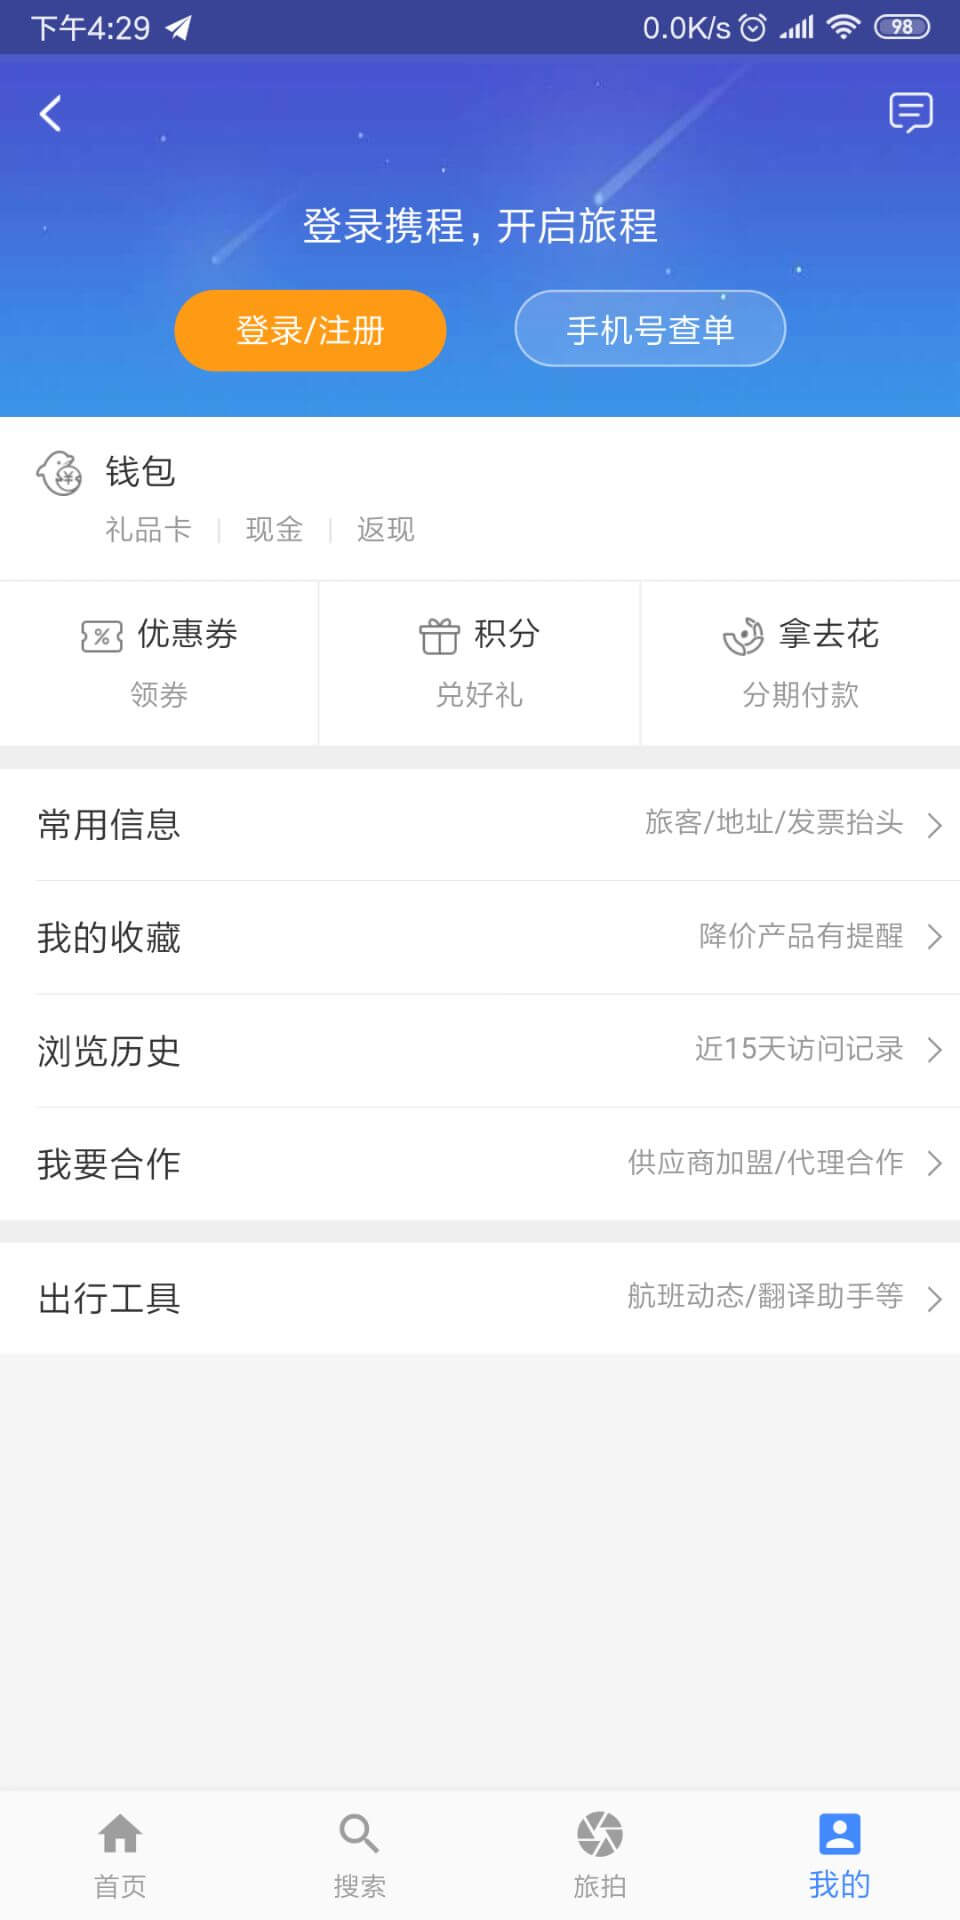 下午4:29 0.0K/s 98
登录携程，开启旅程
登录/注册 手机号查单
钱包
礼品卡 | 现金 | 返现
优惠券 积分 拿去花
领券 兑好礼 分期付款
常用信息 旅客/地址/发票抬头
我的收藏 降价产品有提醒
浏览历史 近15天访问记录
我要合作 供应商加盟/代理合作
出行工具 航班动态/翻译助手等
首页 搜索 旅拍 我的